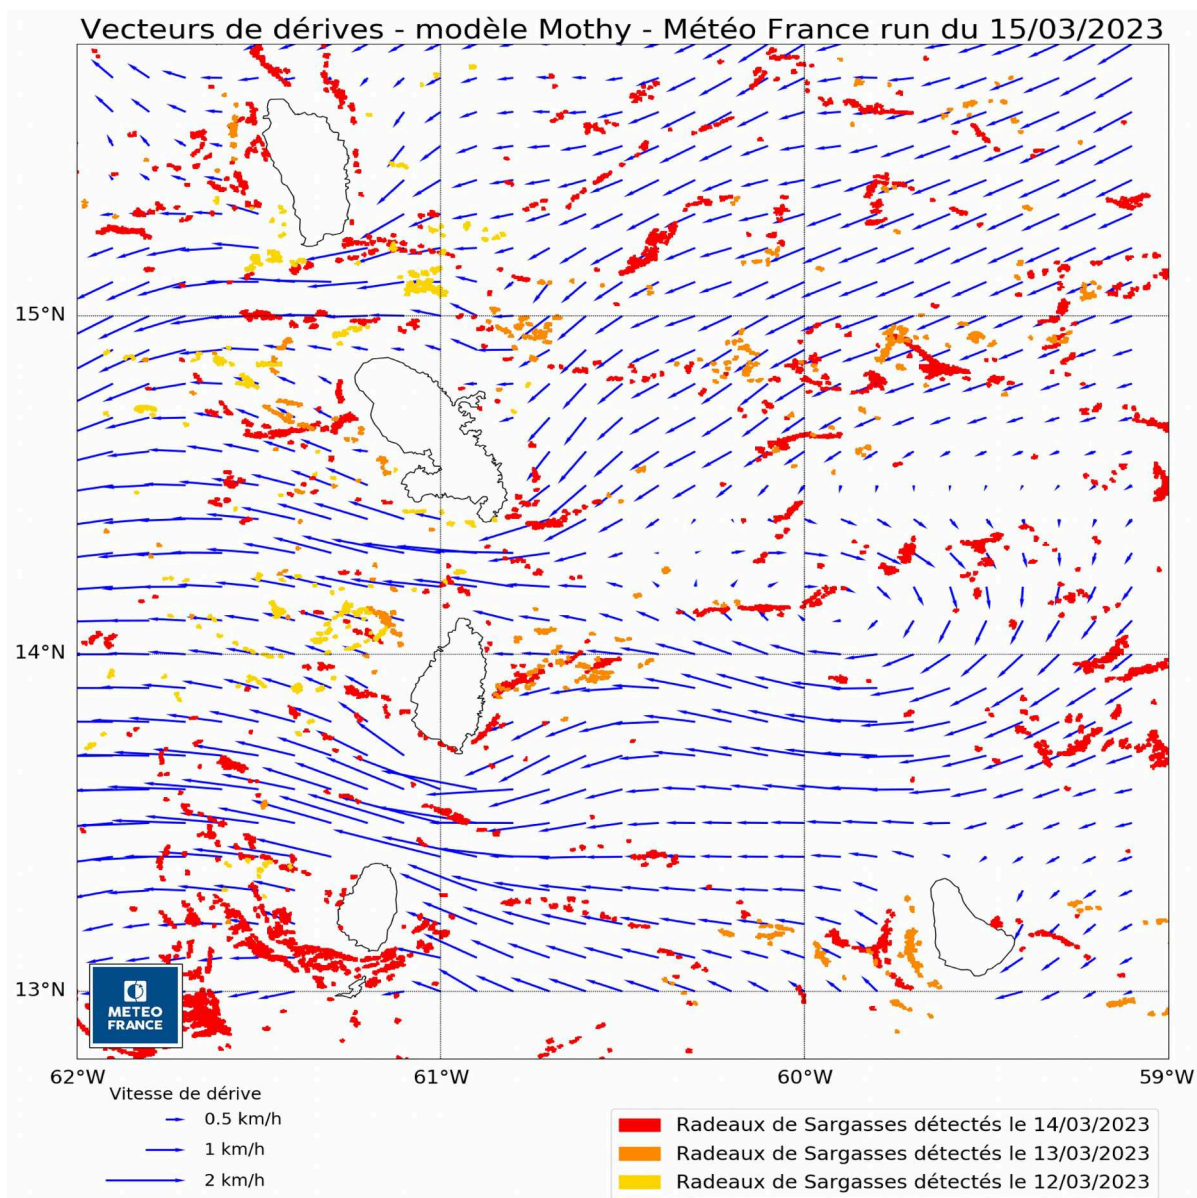 Vecteurs de dérives - modèle Mothy - Météo France run du 15/03/2023
15°N
14°N
13°N
METEO
FRANCE
62°W
61°W
60°W
59°W
Vitesse de dérive
0.5 km/h
1 km/h
2 km/h
Radeaux de Sargasses détectés le 14/03/2023
Radeaux de Sargasses détectés le 13/03/2023
Radeaux de Sargasses détectés le 12/03/2023